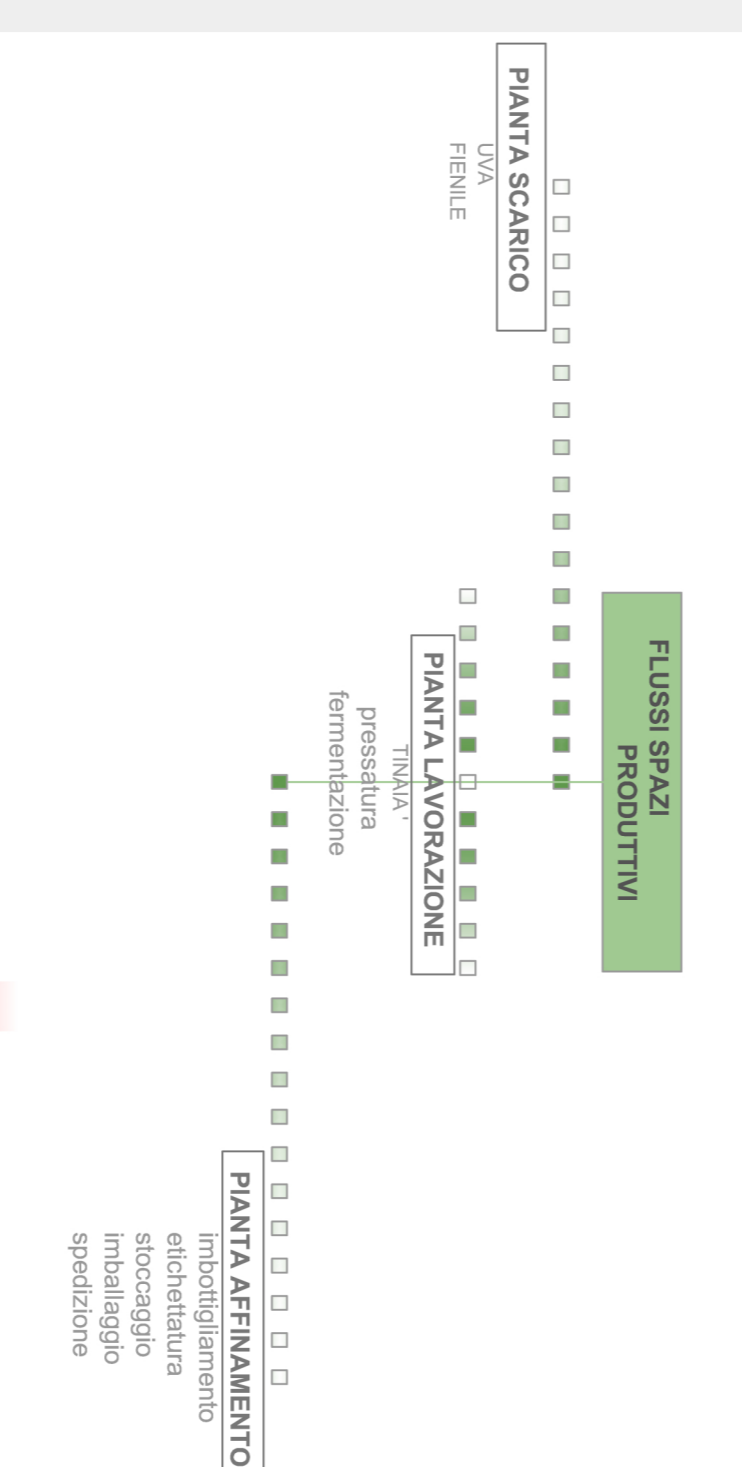 FLUSSI SPAZI
PRODUTTIVI
PIANTA SCARICO
UVA
FIENILE
PIANTA LAVORAZIONE
TINAIA '
pressatura
fermentazione
PIANTA AFFINAMENTO
imbottigliamento
etichettatura
stoccaggio
imballaggio
spedizione